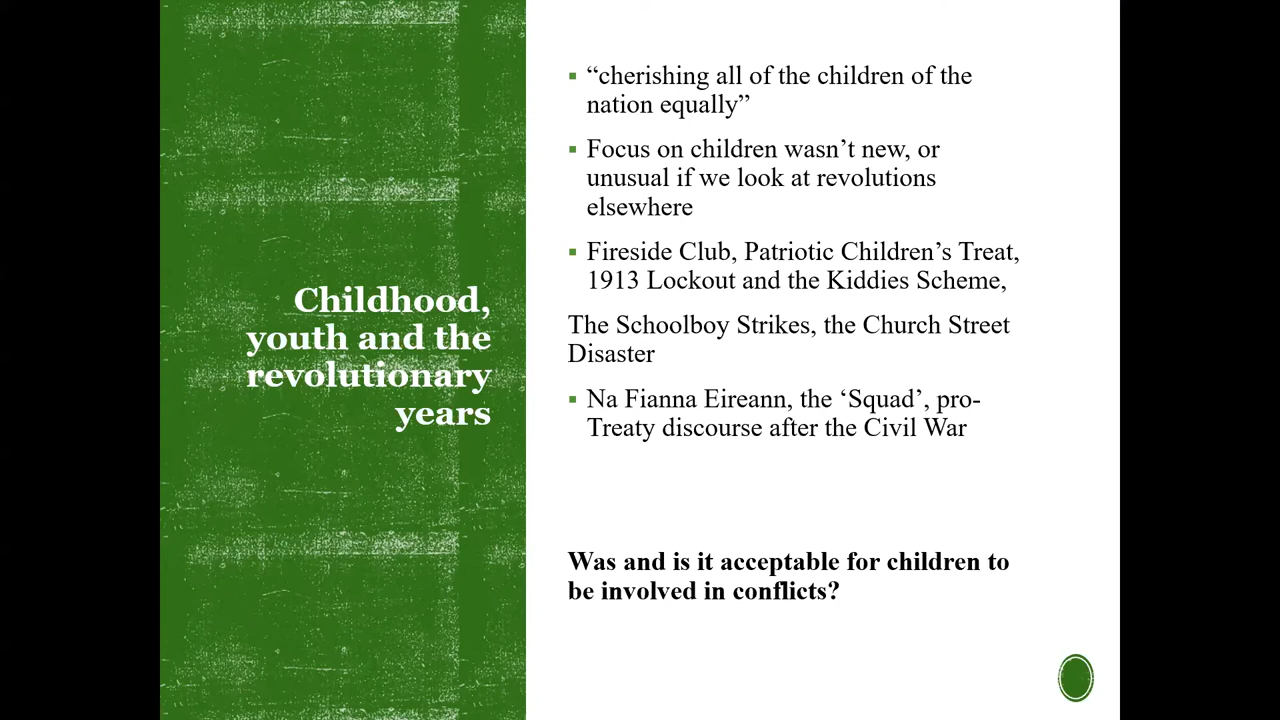 Childhood,
youth and the
revolutionary
years
“cherishing all of the children of the
nation equally”
Focus on children wasn’t new, or
unusual if we look at revolutions
elsewhere
Fireside Club, Patriotic Children’s Treat,
1913 Lockout and the Kiddies Scheme,
The Schoolboy Strikes, the Church Street
Disaster
Na Fianna Eireann, the ‘Squad’, pro-
Treaty discourse after the Civil War
Was and is it acceptable for children to
be involved in conflicts?